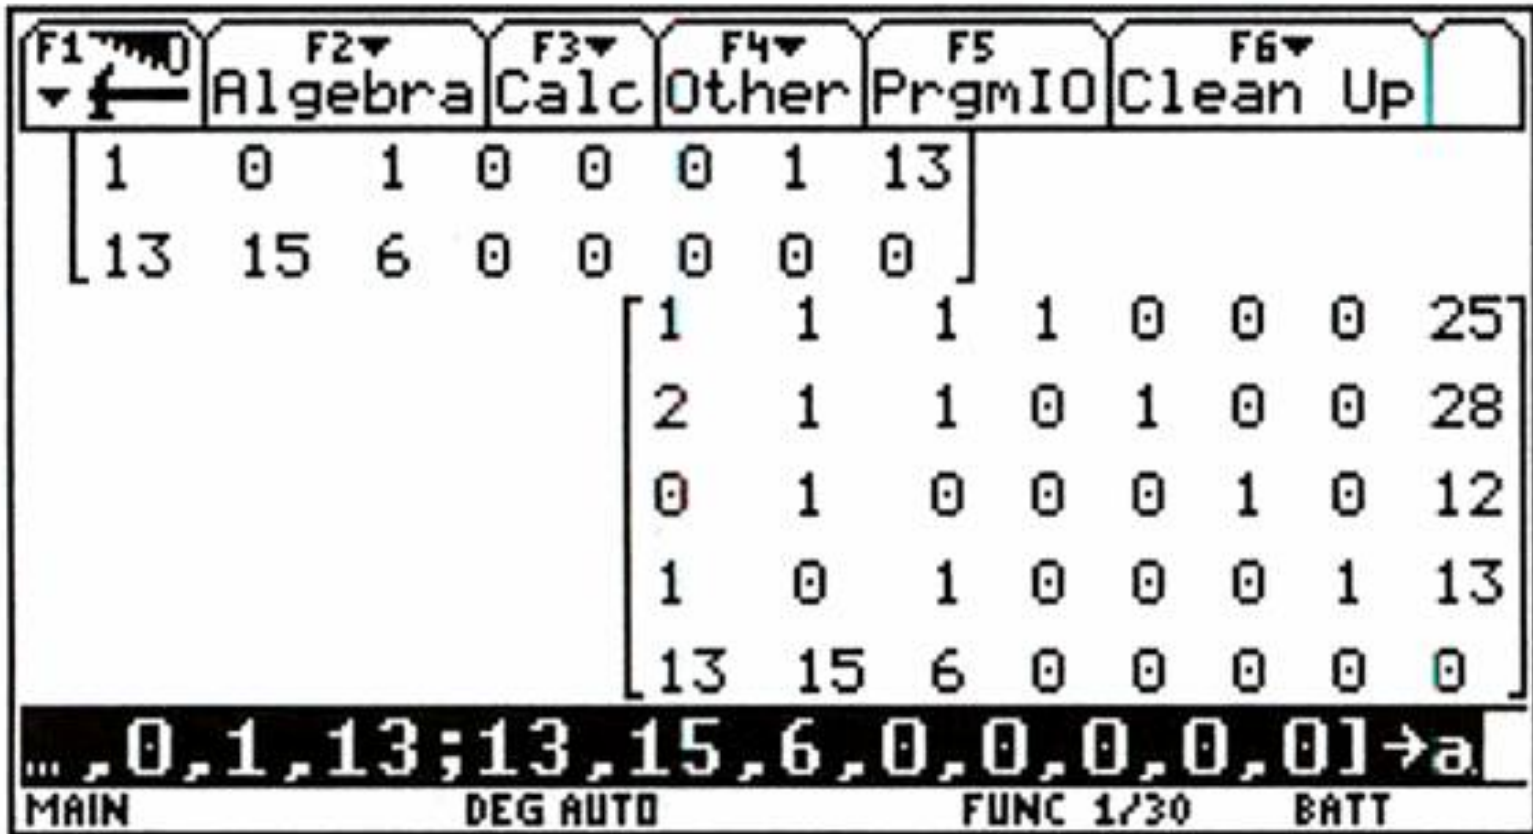 F1 F2 F3 F4 F5 F6
Algebra Calc Other PrgmIO Clean Up
1 0 1 0 0 0 1 13
13 15 6 0 0 0 0 0
1 1 1 1 0 0 0 25
2 1 1 0 1 0 0 28
0 1 0 0 0 1 0 12
1 0 1 0 0 0 1 13
13 15 6 0 0 0 0 0
…,0,1,13;13,15,6,0,0,0,0,0]→a
MAIN DEG AUTO FUNC 1/30 BATT